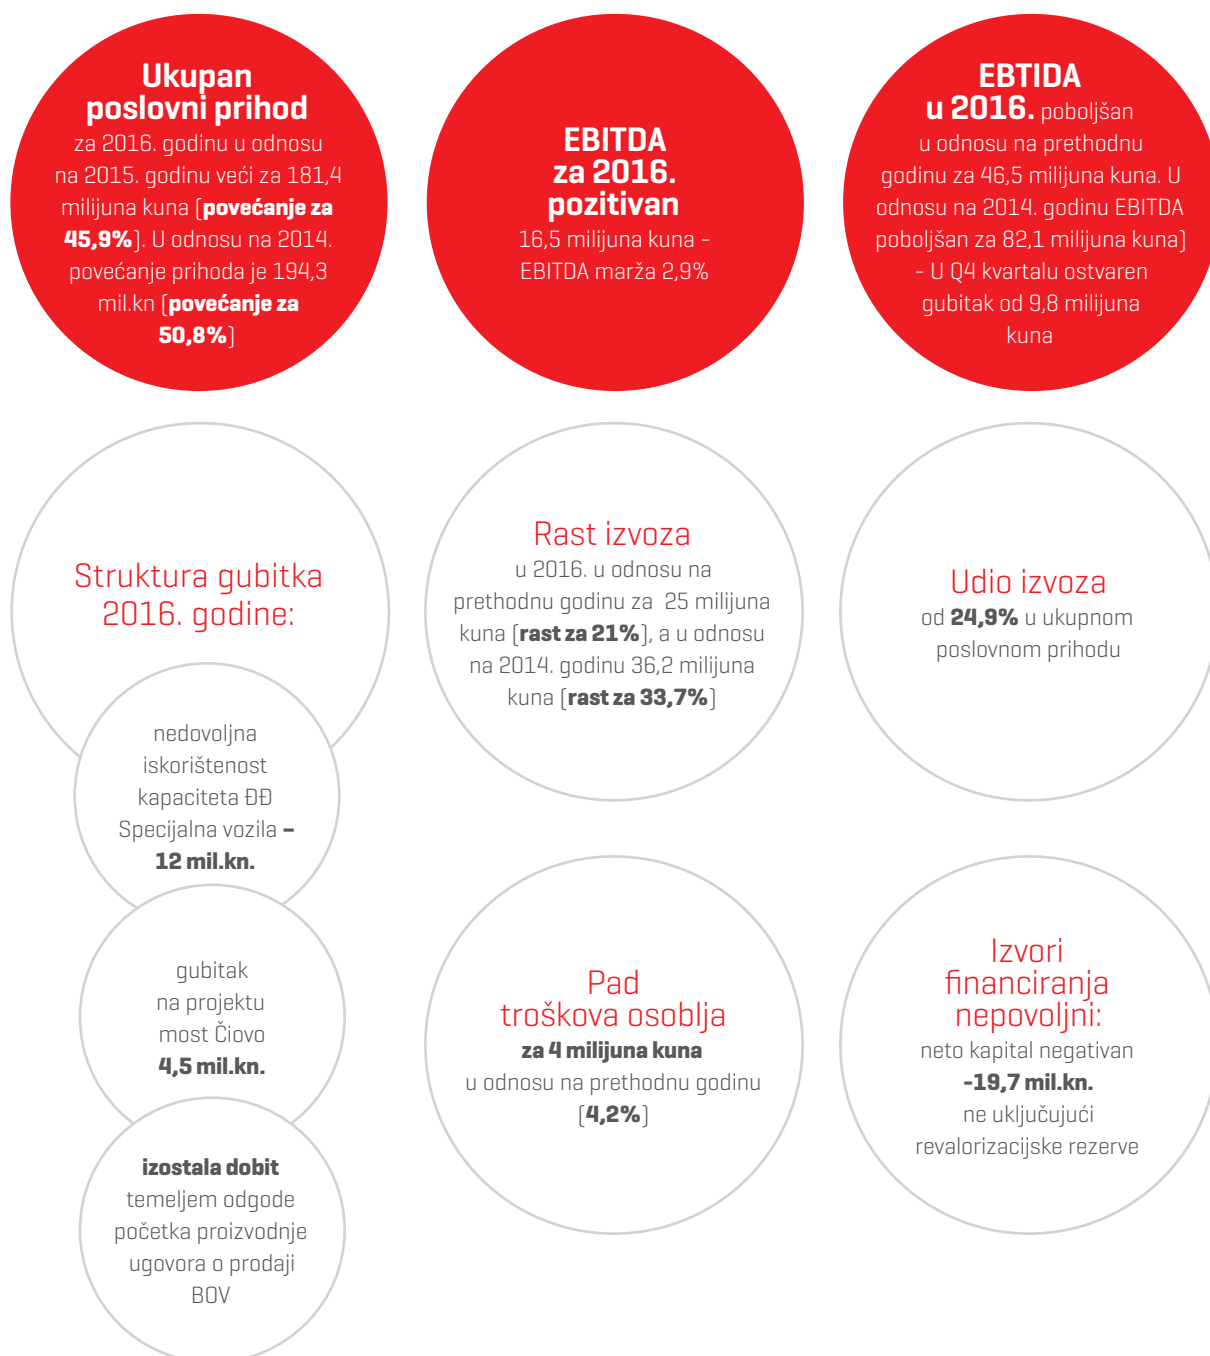 Ukupan
poslovni prihod
za 2016. godinu u odnosu
na 2015. godinu veći za 181,4
milijuna kuna (povećanje za
45,9%). U odnosu na 2014.
povećanje prihoda je 194,3
mil.kn (povećanje za
50,8%)
EBITDA
za 2016.
pozitivan
16,5 milijuna kuna -
EBITDA marža 2,9%
EBTIDA
u 2016. poboljšan
u odnosu na prethodnu
godinu za 46,5 milijuna kuna. U
odnosu na 2014. godinu EBITDA
poboljšan za 82,1 milijuna kuna)
- U Q4 kvartalu ostvaren
gubitak od 9,8 milijuna
kuna
Struktura gubitka
2016. godine:
nedovoljna
iskorištenost
kapaciteta ĐĐ
Specijalna vozila –
12 mil.kn.
gubitak
na projektu
most Čiovo
4,5 mil.kn.
izostala dobit
temeljem odgode
početka proizvodnje
ugovora o prodaji
BOV
Rast izvoza
u 2016. u odnosu na
prethodnu godinu za 25 milijuna
kuna (rast za 21%), a u odnosu
na 2014. godinu 36,2 milijuna
kuna (rast za 33,7%)
Udio izvoza
od 24,9% u ukupnom
poslovnom prihodu
Pad
troškova osoblja
za 4 milijuna kuna
u odnosu na prethodnu godinu
(4,2%)
Izvori
financiranja
nepovoljni:
neto kapital negativan
-19,7 mil.kn.
ne uključujući
revalorizacijske rezerve